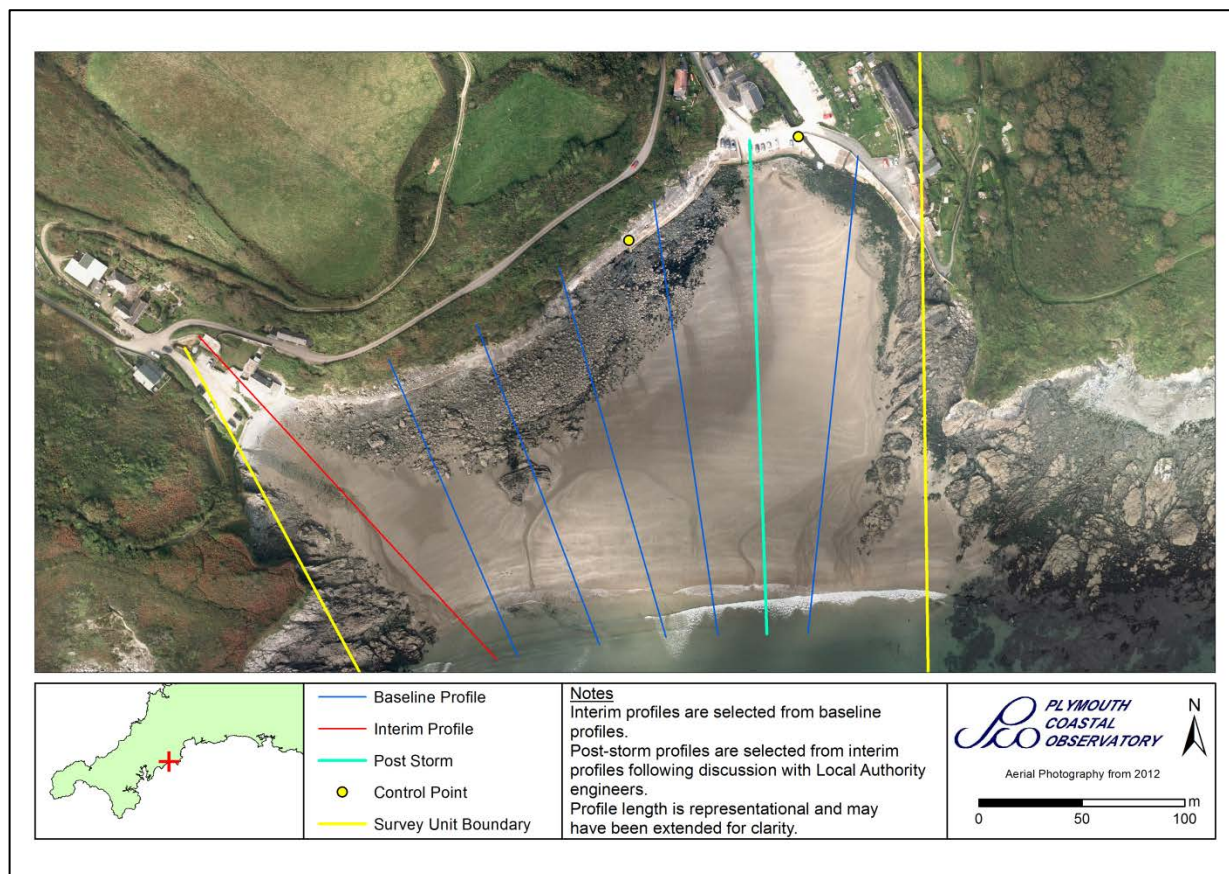 Baseline Profile
Interim Profile
Post Storm
Control Point
Survey Unit Boundary
Notes
Interim profiles are selected from baseline
profiles.
Post-storm profiles are selected from interim
profiles following discussion with Local Authority
engineers.
Profile length is representational and may
have been extended for clarity.
PLYMOUTH
COASTAL
OBSERVATORY
N
Aerial Photography from 2012
m
0 50 100